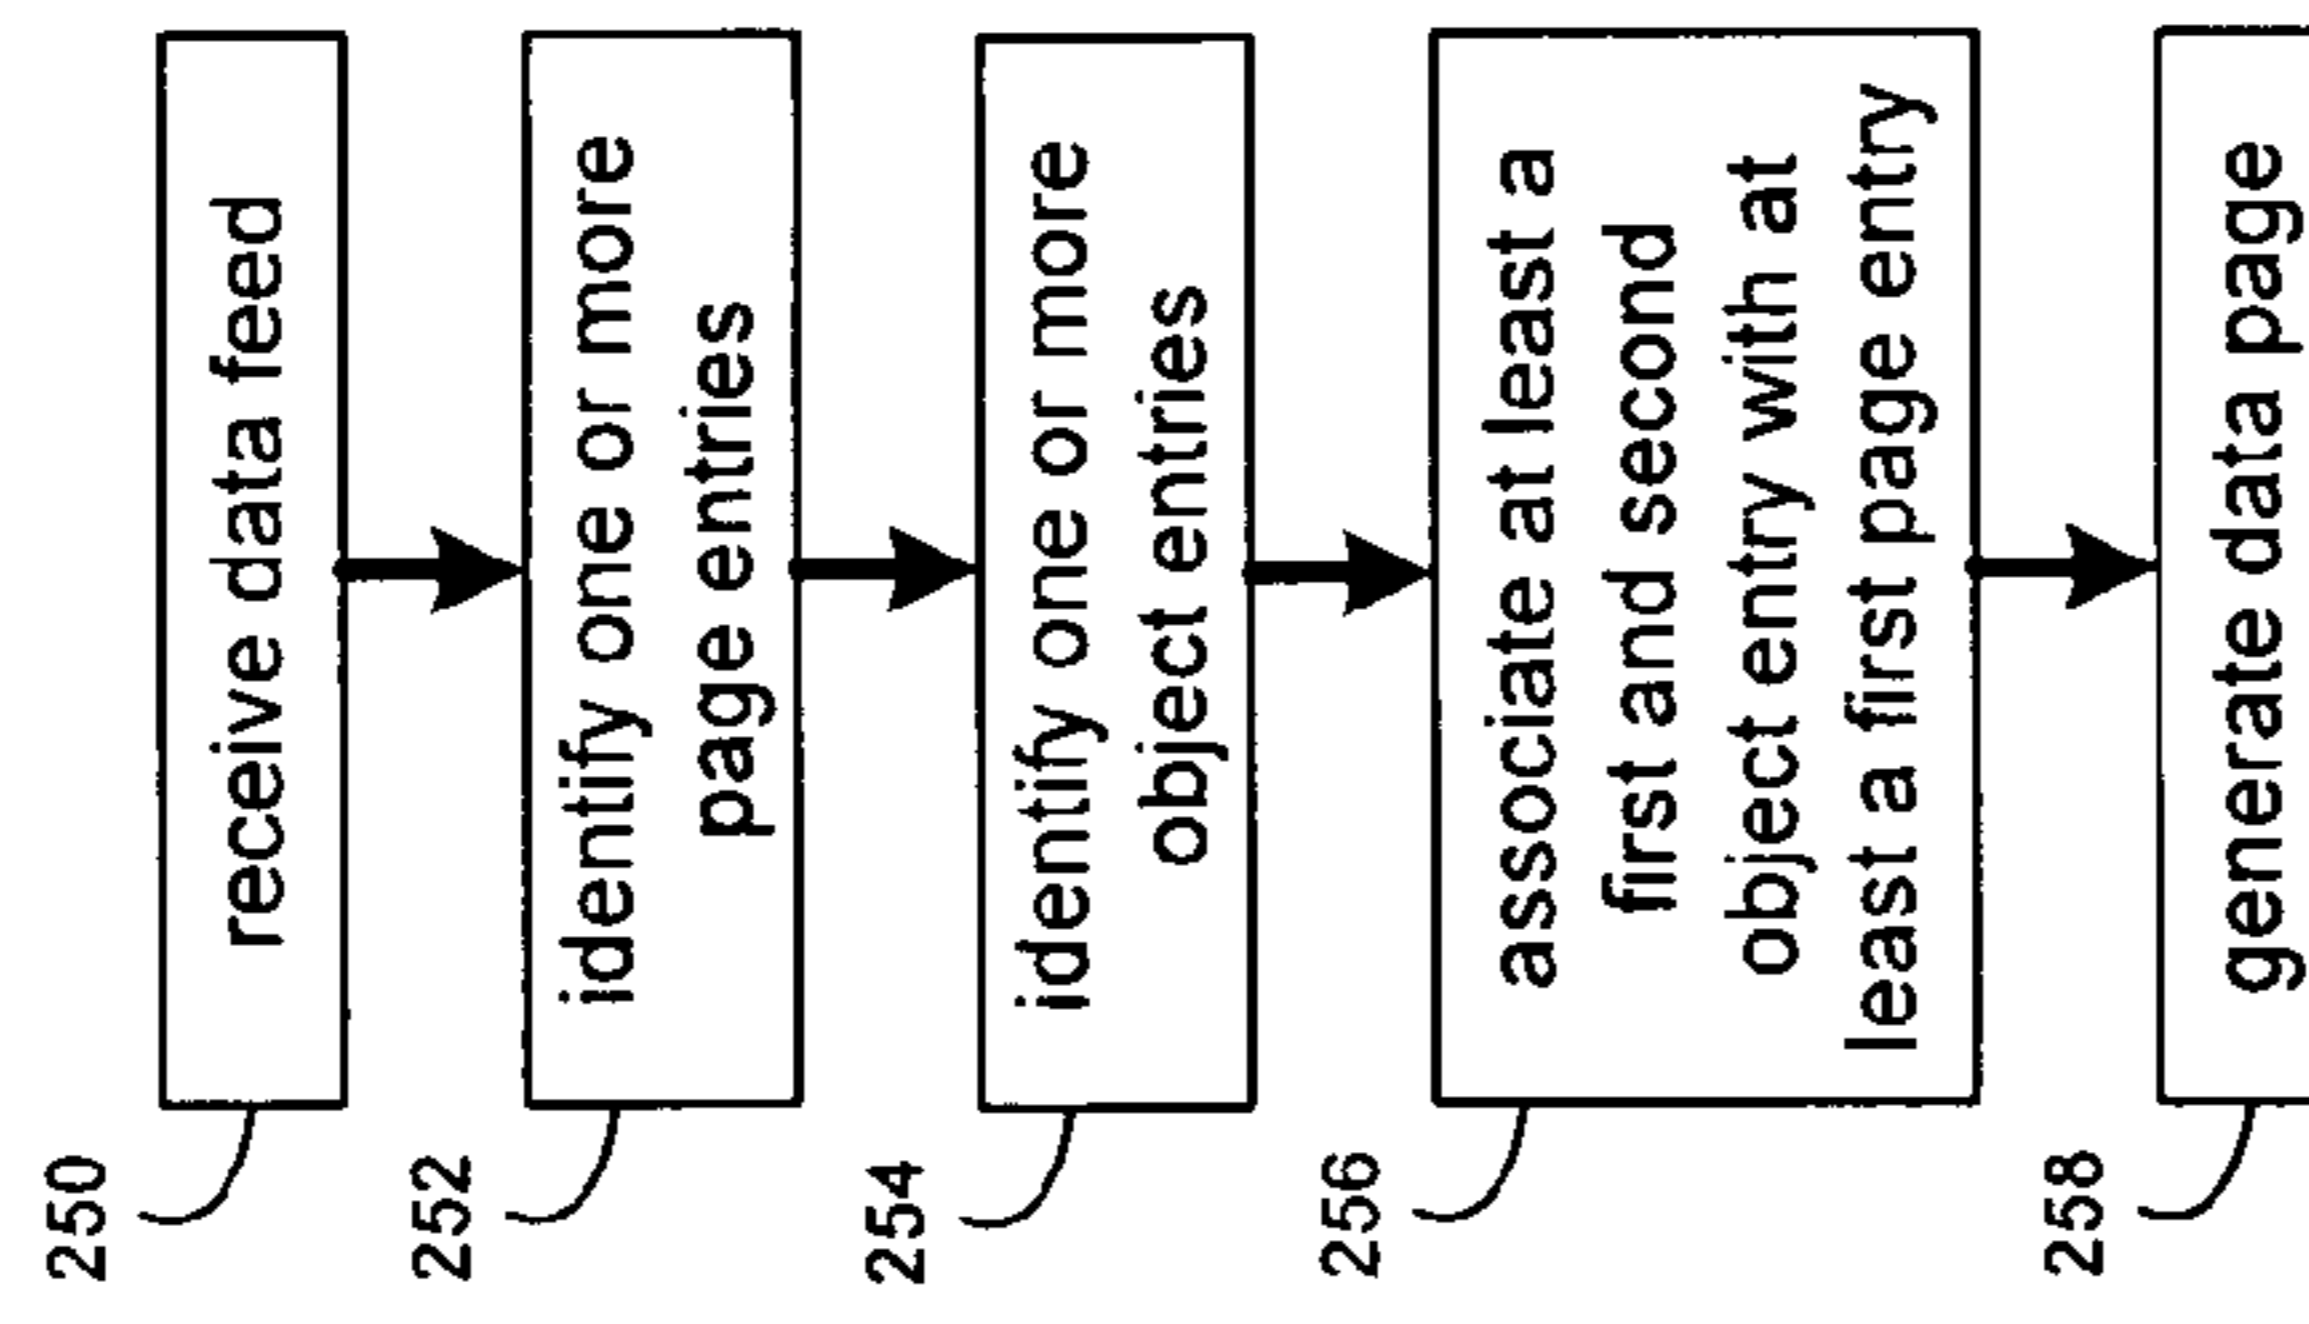 250
receive data feed
252
identify one or more
page entries
254
identify one or more
object entries
256
associate at least a
first and second
object entry with at
least a first page entry
258
generate data page